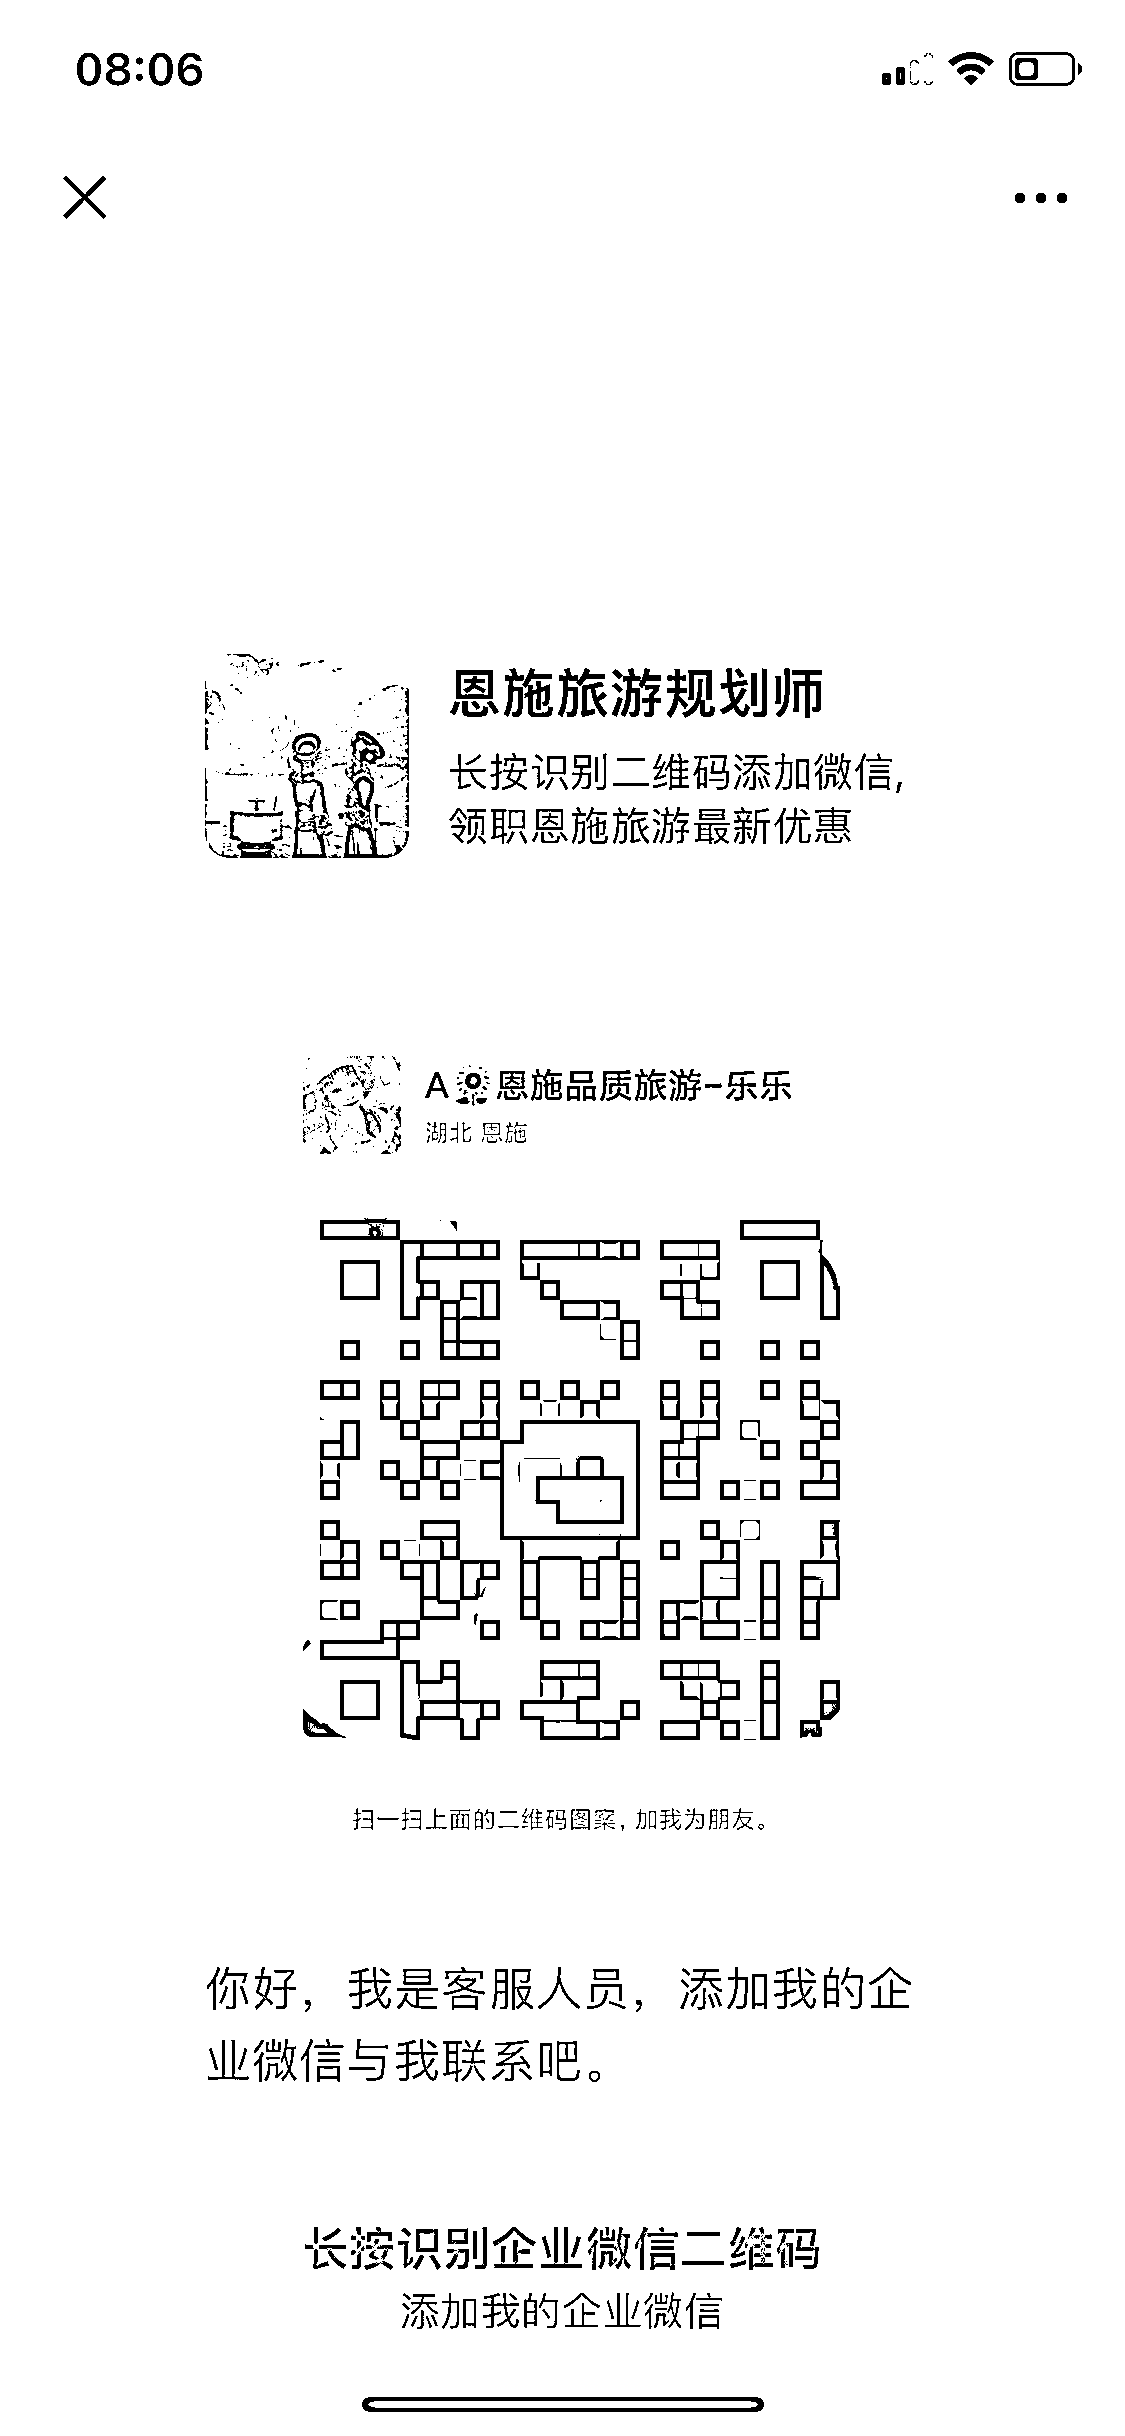 08:06
恩施旅游规划师
长按识别二维码添加微信,
领职恩施旅游最新优惠
A恩施品质旅游-乐乐
湖北 恩施
扫一扫上面的二维码图案，加我为朋友。
你好，我是客服人员，添加我的企
业微信与我联系吧。
长按识别企业微信二维码
添加我的企业微信